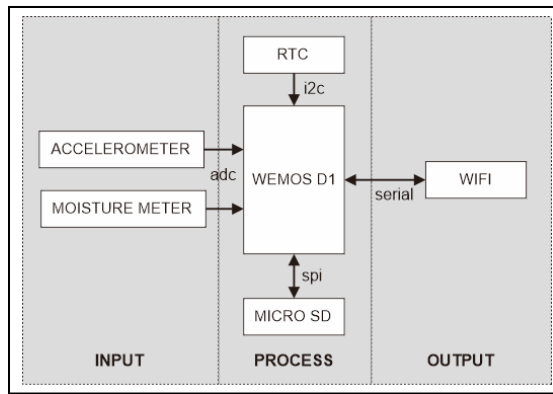 RTC
i2c
ACCELEROMETER
adc
WEMOS D1
WIFI
serial
MOISTURE METER
spi
MICRO SD
INPUT
PROCESS
OUTPUT